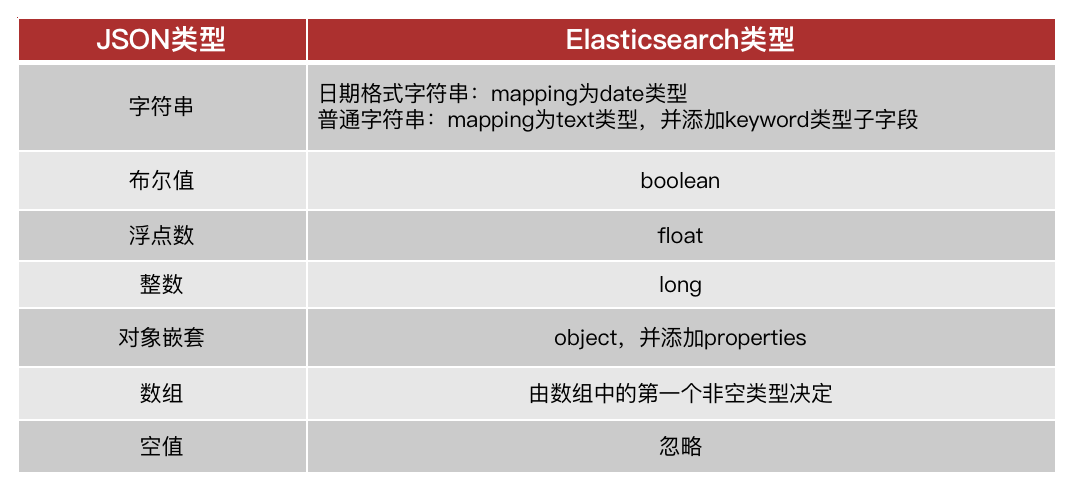 JSON类型
Elasticsearch类型
字符串
日期格式字符串：mapping为date类型
普通字符串：mapping为text类型，并添加keyword类型子字段
布尔值
boolean
浮点数
float
整数
long
对象嵌套
object，并添加properties
数组
由数组中的第一个非空类型决定
空值
忽略